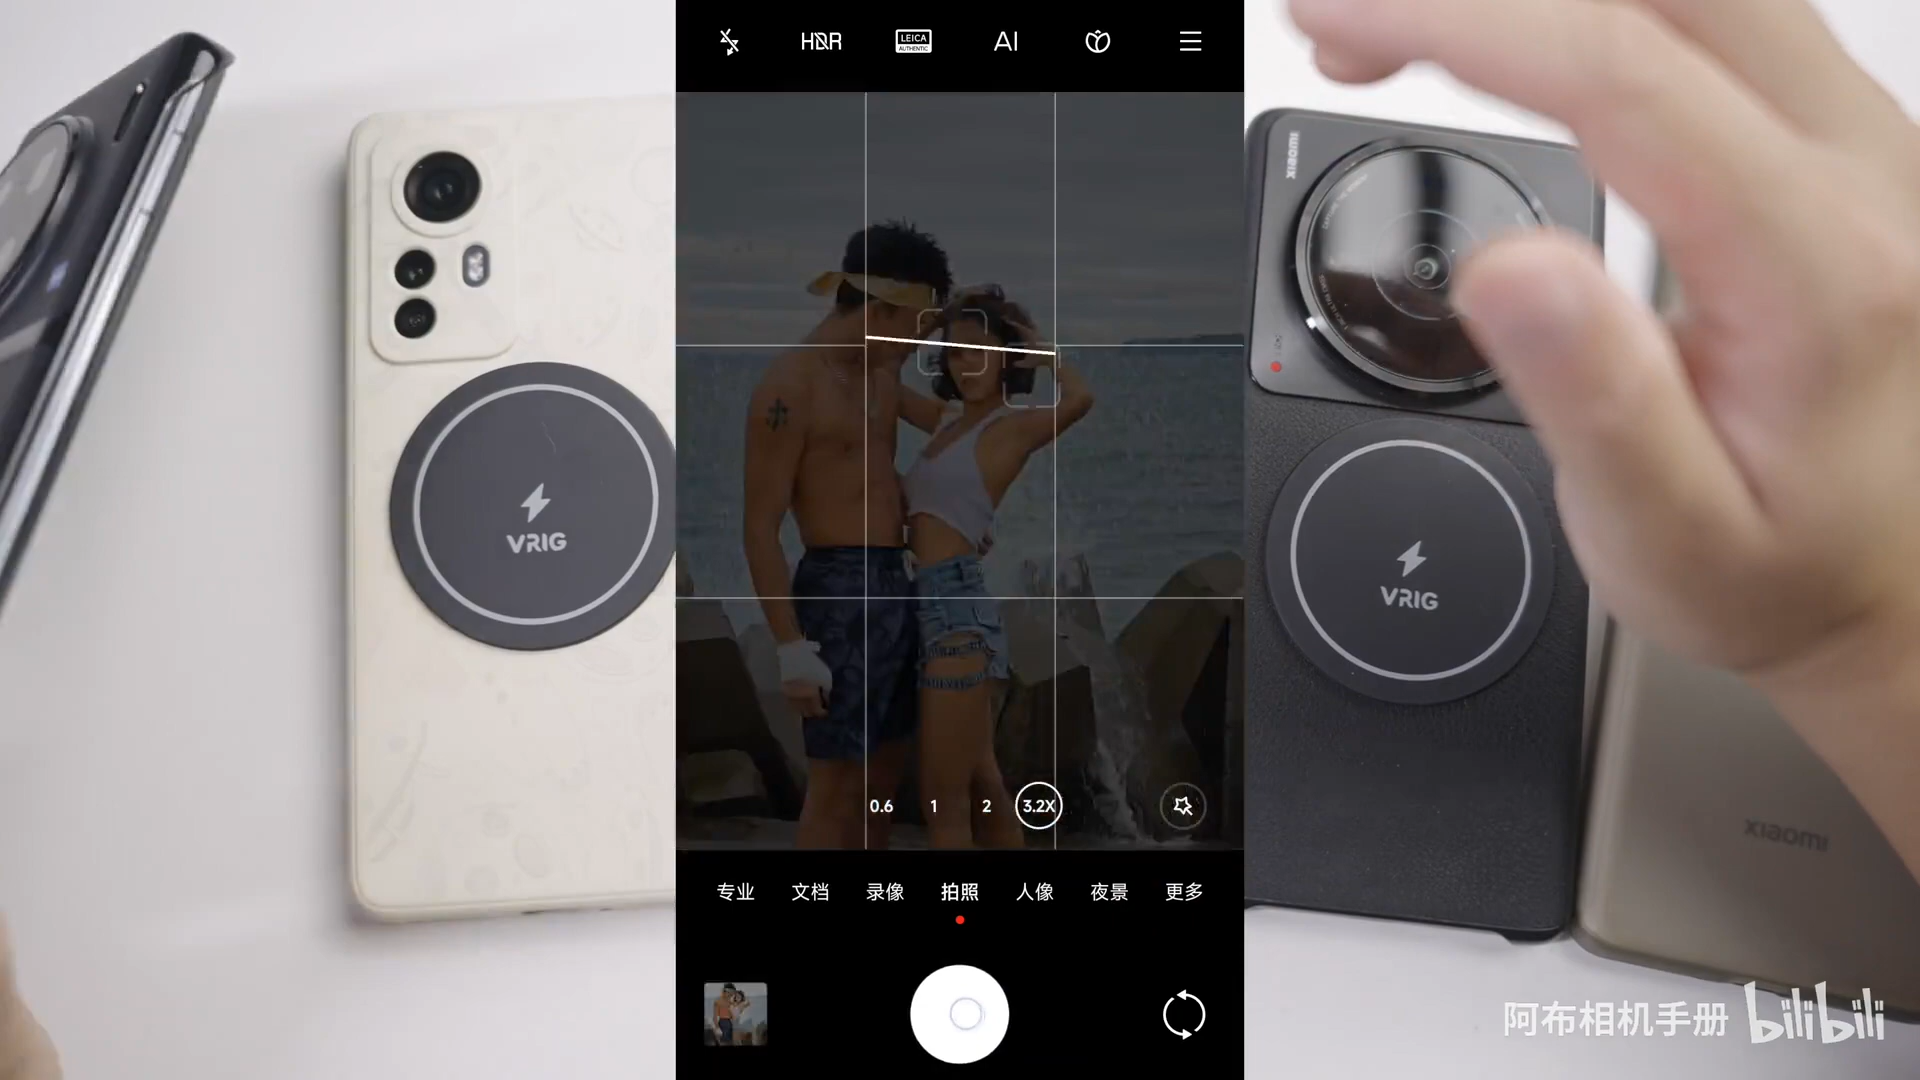 HDR
LEICA
AUTHENTIC
AI
XIAOMI
VRIG
VRIG
0.6
1
2
3.2X
xiaomi
专业
文档
录像
拍照
人像
夜景
更多
阿布相机手册
bilibili